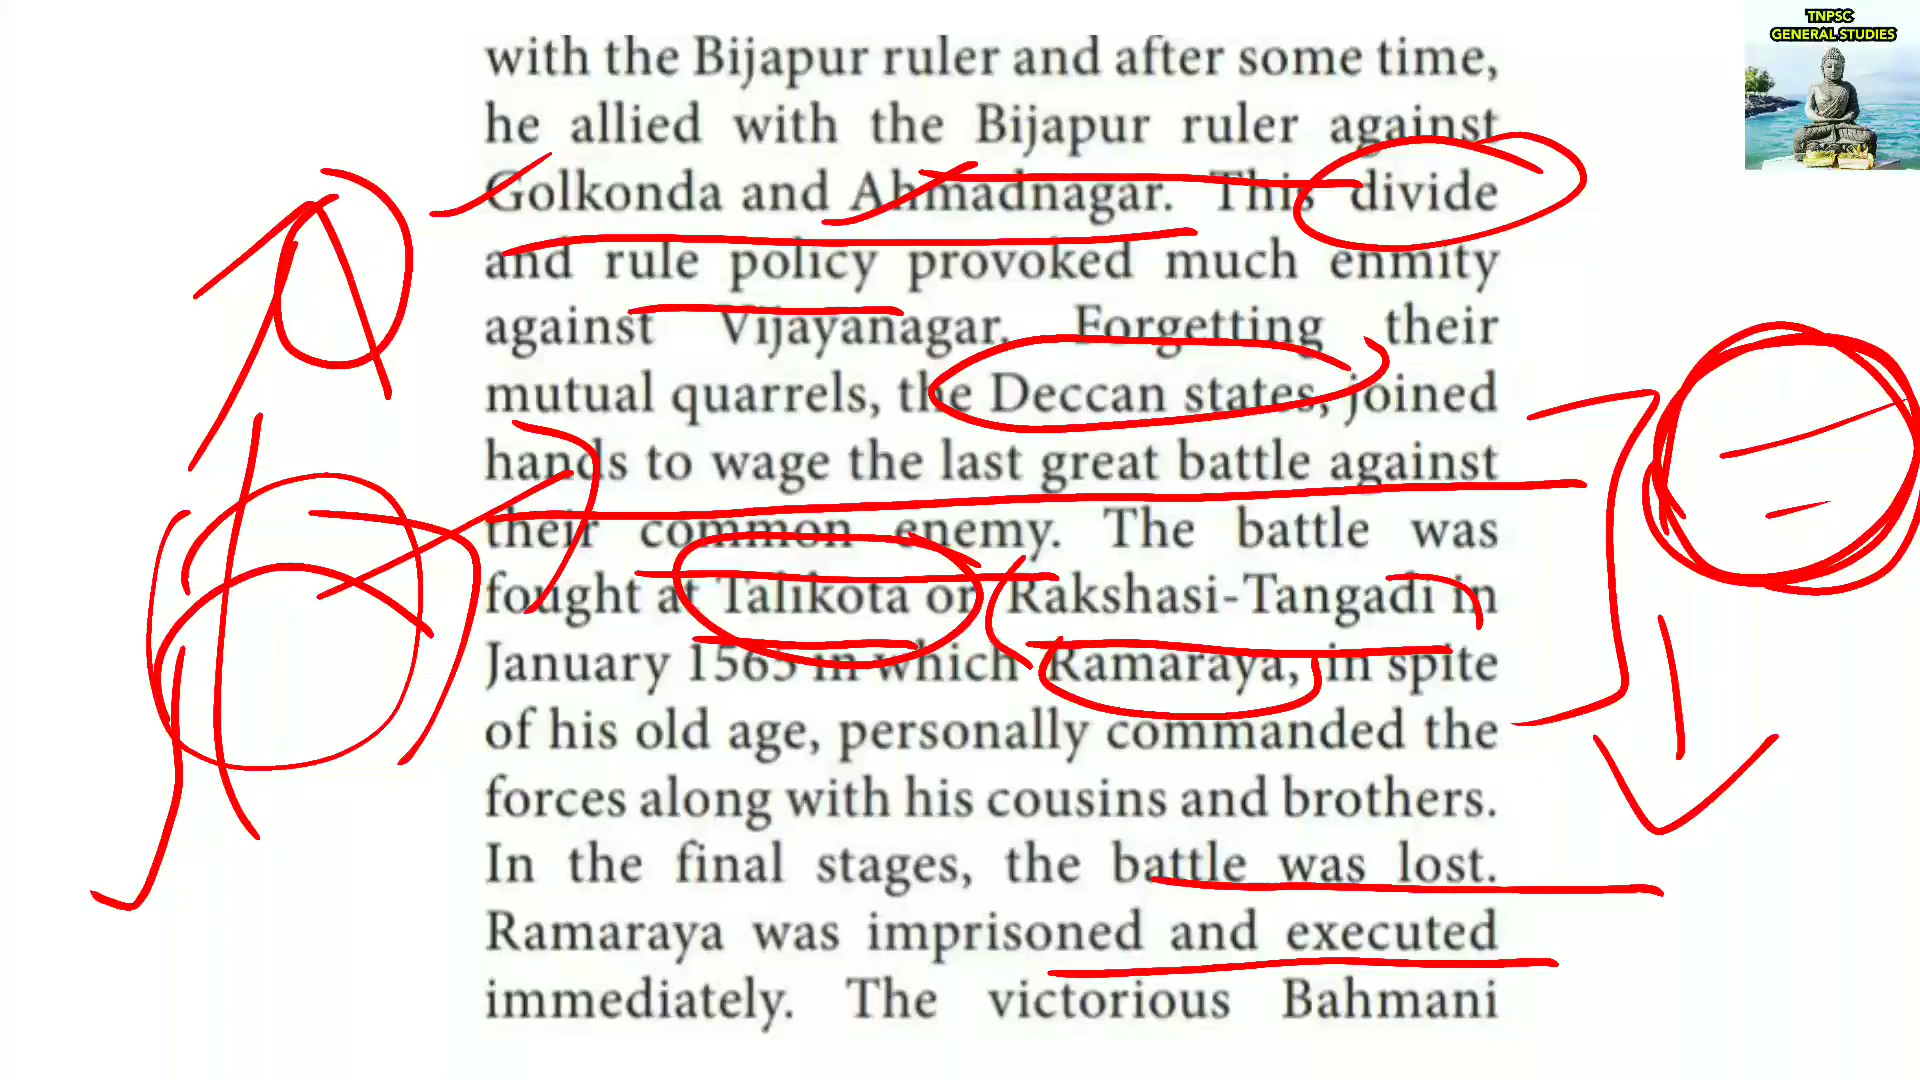 TNPSC
GENERAL STUDIES
with the Bijapur ruler and after some time,
he allied with the Bijapur ruler against
Golkonda and Ahmadnagar. This divide
and rule policy provoked much enmity
against Vijayanagar. Forgetting their
mutual quarrels, the Deccan states, joined
hands to wage the last great battle against
their common enemy. The battle was
fought at Talikota or Rakshasi-Tangadi in
January 1565 in which Ramaraya, in spite
of his old age, personally commanded the
forces along with his cousins and brothers.
In the final stages, the battle was lost.
Ramaraya was imprisoned and executed
immediately. The victorious Bahmani